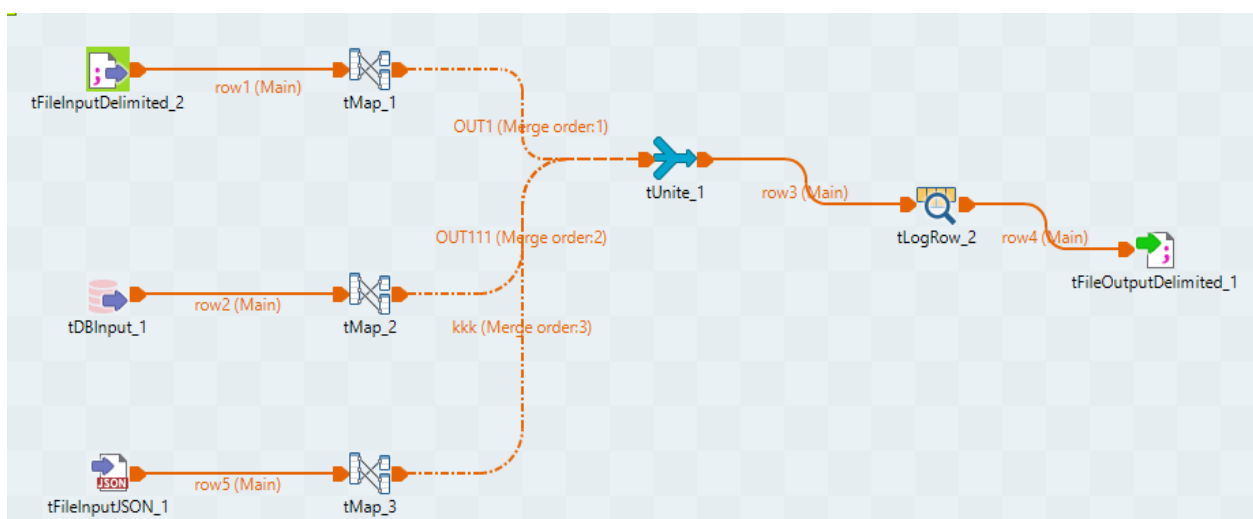 row1 (Main)
tFileInputDelimited_2
tMap_1
OUT1 (Merge order:1)
tUnite_1
row3 (Main)
OUT111 (Merge order:2)
tLogRow_2
row4 (Main)
tFileOutputDelimited_1
row2 (Main)
tDBInput_1
tMap_2
kkk (Merge order:3)
JSON
row5 (Main)
tFileInputJSON_1
tMap_3